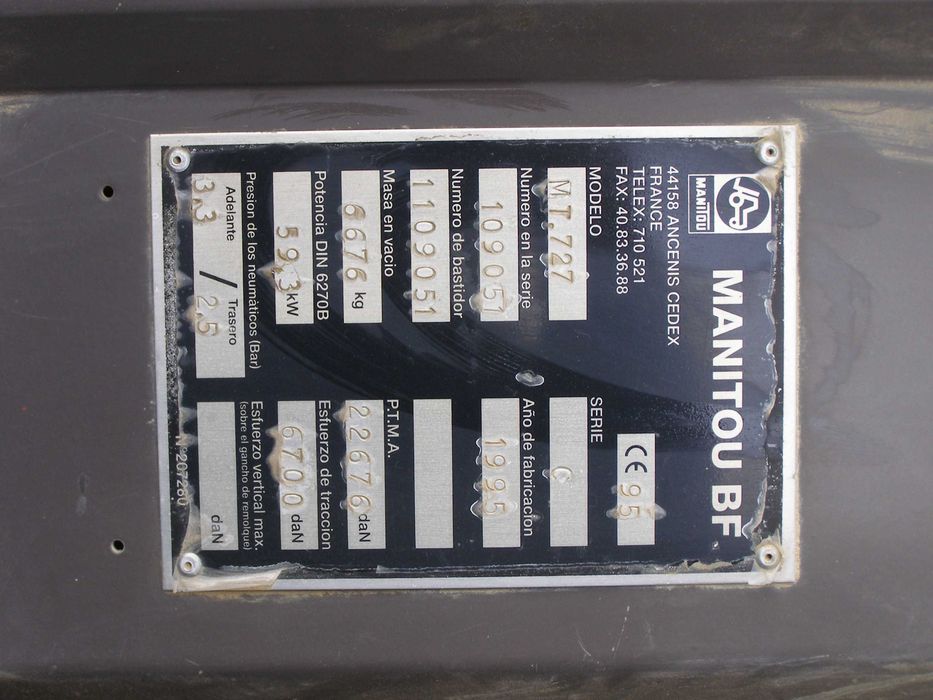 MANITOU
MANITOU BF
44158 ANCENIS CEDEX
FRANCE
TELEX: 710 521
FAX: 40.83.36.88
CE 95
MODELO
MT.727
SERIE
C
Numero en la serie
109051
Año de fabricacion
1995
Numero de bastidor
1109051
Masa en vacio
6676 kg
P.T.M.A.
22676 daN
Potencia DIN 6270B
59,3 kW
Esfuerzo de traccion
6700 daN
Presion de los neumáticos (Bar)
Adelante Trasero
3,3 / 2,5
Esfuerzo vertical max.
(sobre el gancho de remolque)
daN
Nº 207280